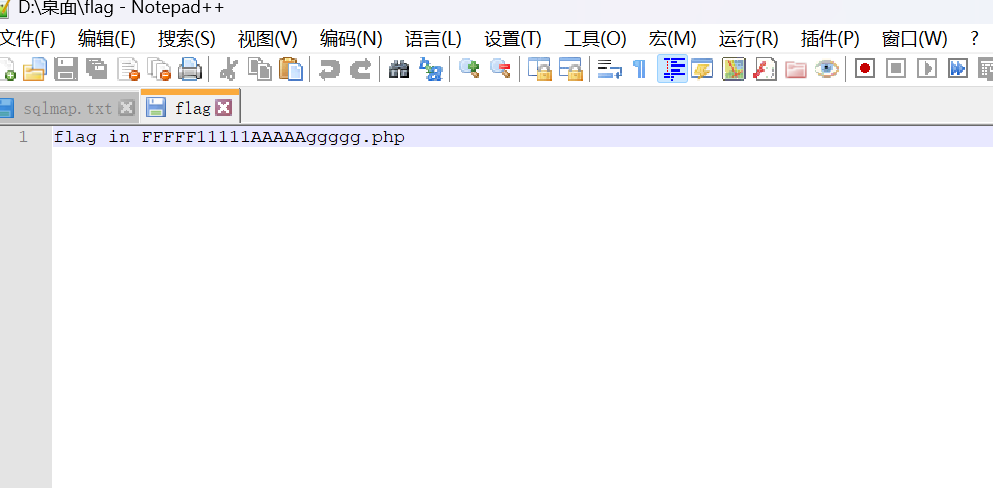 D:\桌面\flag - Notepad++
文件(F) 编辑(E) 搜索(S) 视图(V) 编码(N) 语言(L) 设置(T) 工具(O) 宏(M) 运行(R) 插件(P) 窗口(W) ?
sqlmap.txt flag
1 flag in FFFFF11111AAAAAggggg.php